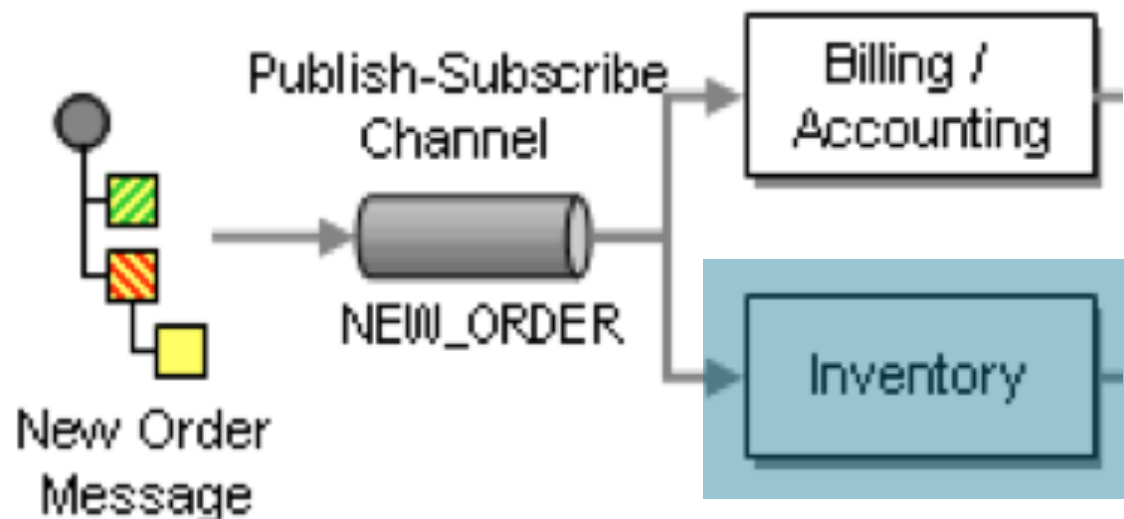 Publish-Subscribe
Channel
NEW_ORDER
New Order
Message
Billing /
Accounting
Inventory